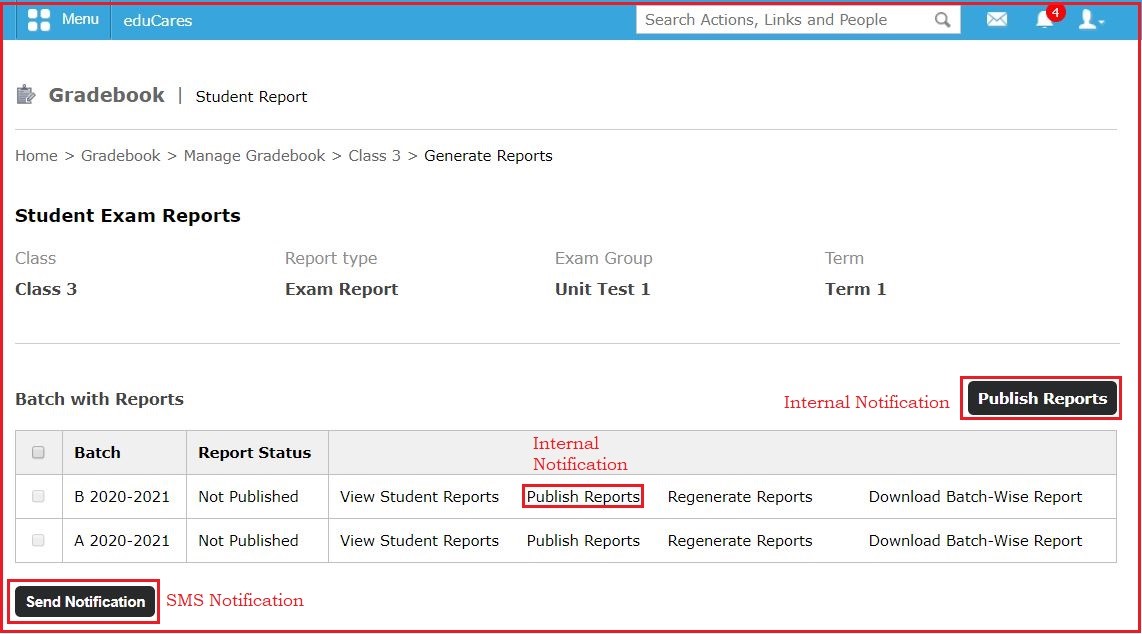 Menu eduCares Search Actions, Links and People 4
Gradebook | Student Report
Home > Gradebook > Manage Gradebook > Class 3 > Generate Reports
Student Exam Reports
Class Report type Exam Group Term
Class 3 Exam Report Unit Test 1 Term 1
Batch with Reports Internal Notification Publish Reports
Batch Report Status Internal
Notification
B 2020-2021 Not Published View Student Reports Publish Reports Regenerate Reports Download Batch-Wise Report
A 2020-2021 Not Published View Student Reports Publish Reports Regenerate Reports Download Batch-Wise Report
Send Notification SMS Notification